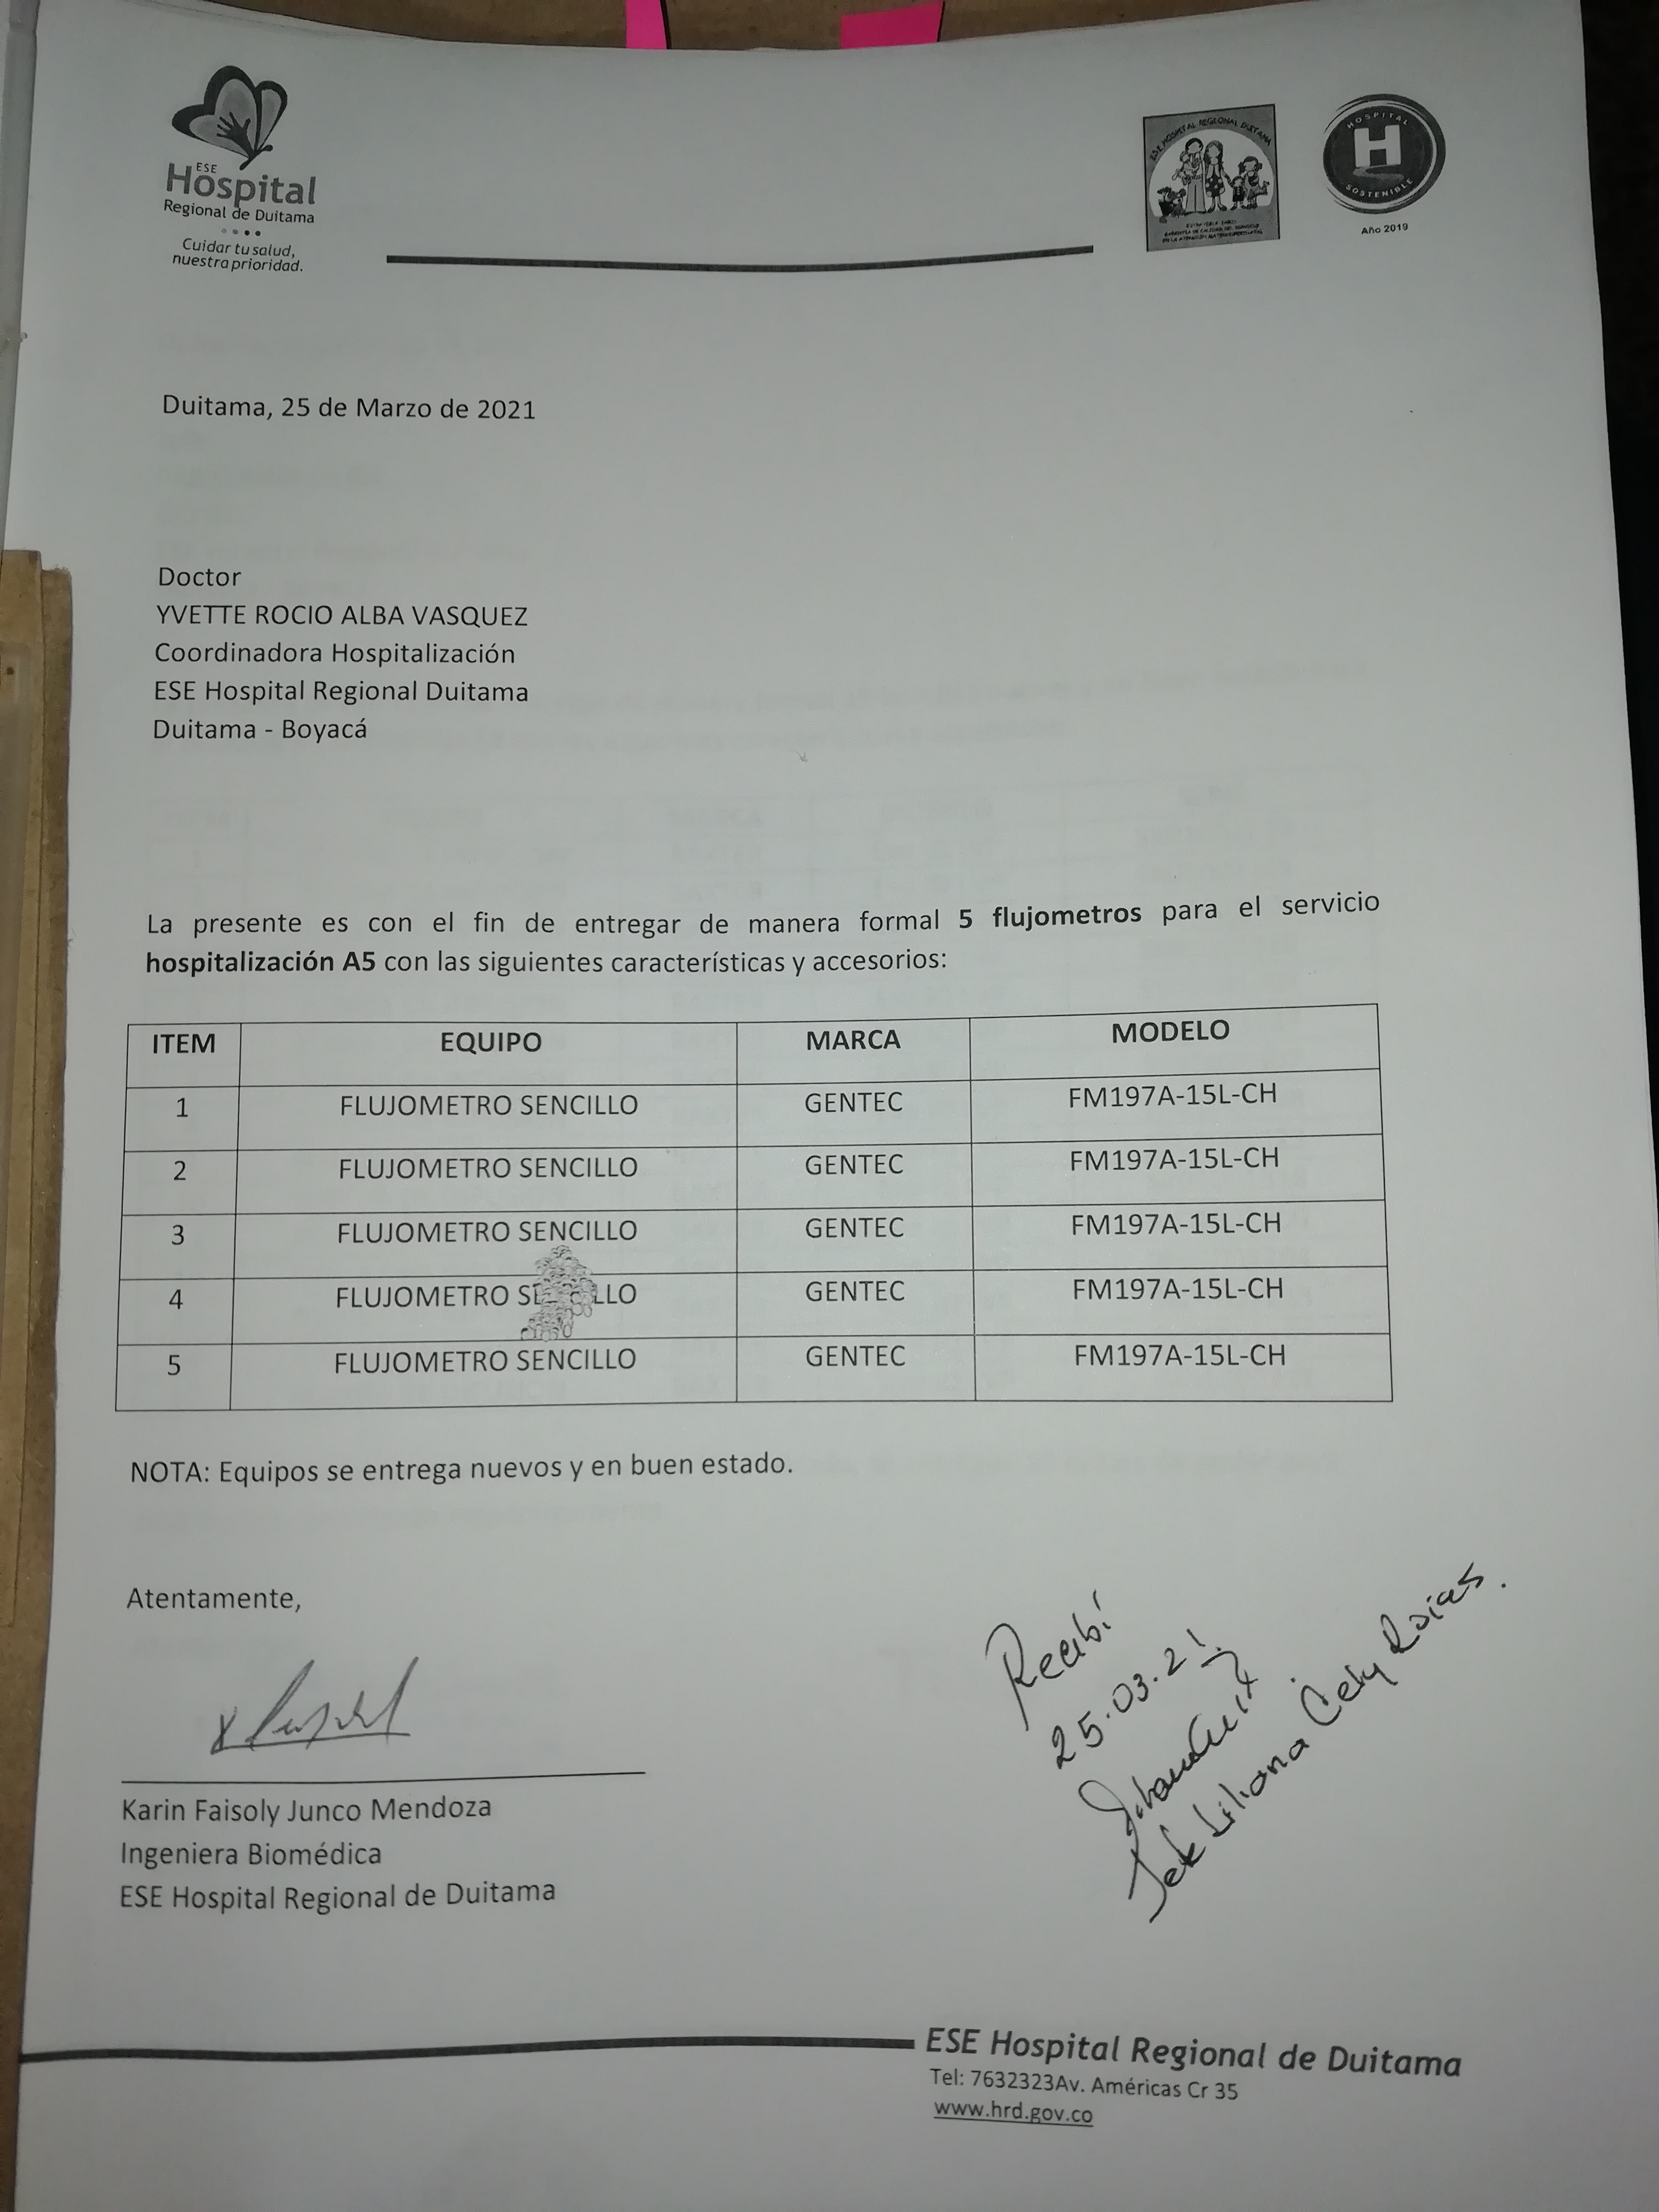 ESE
Hospital
Regional de Duitama
Cuidar tu salud,
nuestra prioridad.
ESE HOSPITAL REGIONAL DUITAMA
HOSPITAL
H
SOSTENIBLE
Año 2019
Duitama, 25 de Marzo de 2021
Doctor
YVETTE ROCIO ALBA VASQUEZ
Coordinadora Hospitalización
ESE Hospital Regional Duitama
Duitama - Boyacá
La presente es con el fin de entregar de manera formal 5 flujometros para el servicio
hospitalización A5 con las siguientes características y accesorios:
ITEM EQUIPO MARCA MODELO
1 FLUJOMETRO SENCILLO GENTEC FM197A-15L-CH
2 FLUJOMETRO SENCILLO GENTEC FM197A-15L-CH
3 FLUJOMETRO SENCILLO GENTEC FM197A-15L-CH
4 FLUJOMETRO SENCILLO GENTEC FM197A-15L-CH
5 FLUJOMETRO SENCILLO GENTEC FM197A-15L-CH
NOTA: Equipos se entrega nuevos y en buen estado.
Atentamente,
Recibí
25.03.21.
Liliana Cely Rojas.
Karin Faisoly Junco Mendoza
Ingeniera Biomédica
ESE Hospital Regional de Duitama
ESE Hospital Regional de Duitama
Tel: 7632323Av. Américas Cr 35
www.hrd.gov.co